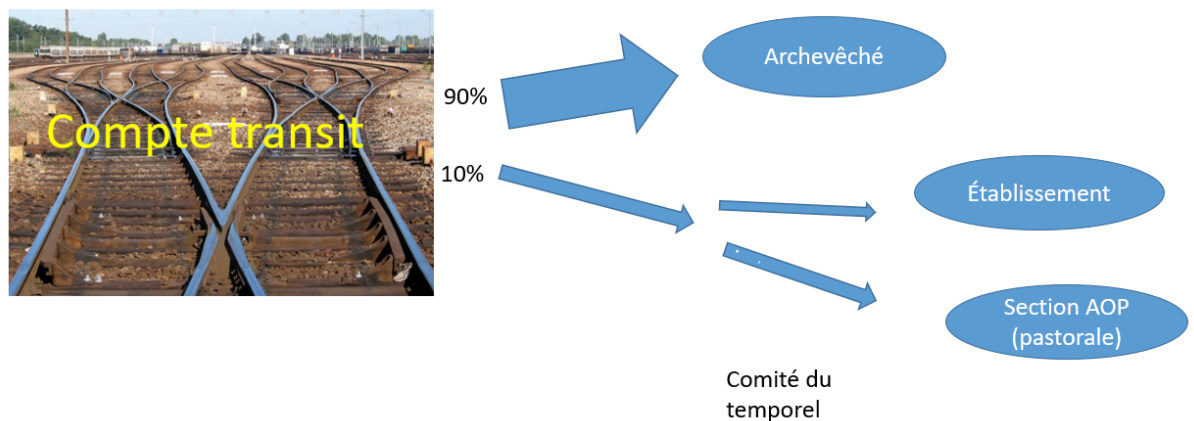 Compte transit
90%
10%
Archevêché
Établissement
Section AOP
(pastorale)
Comité du
temporel